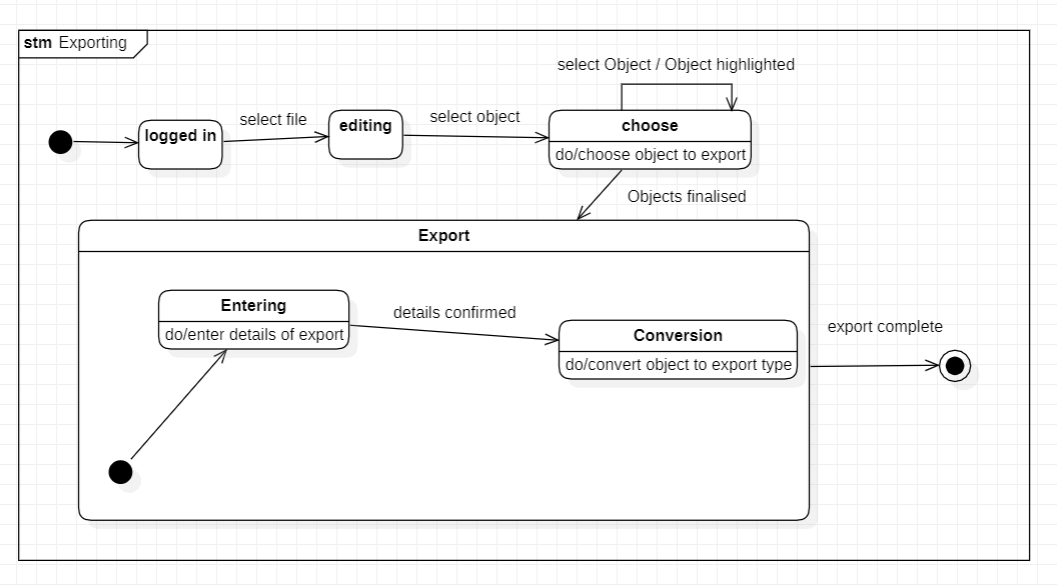 stm Exporting
select Object / Object highlighted
logged in
select file
editing
select object
choose
do/choose object to export
Objects finalised
Export
Entering
do/enter details of export
details confirmed
Conversion
do/convert object to export type
export complete